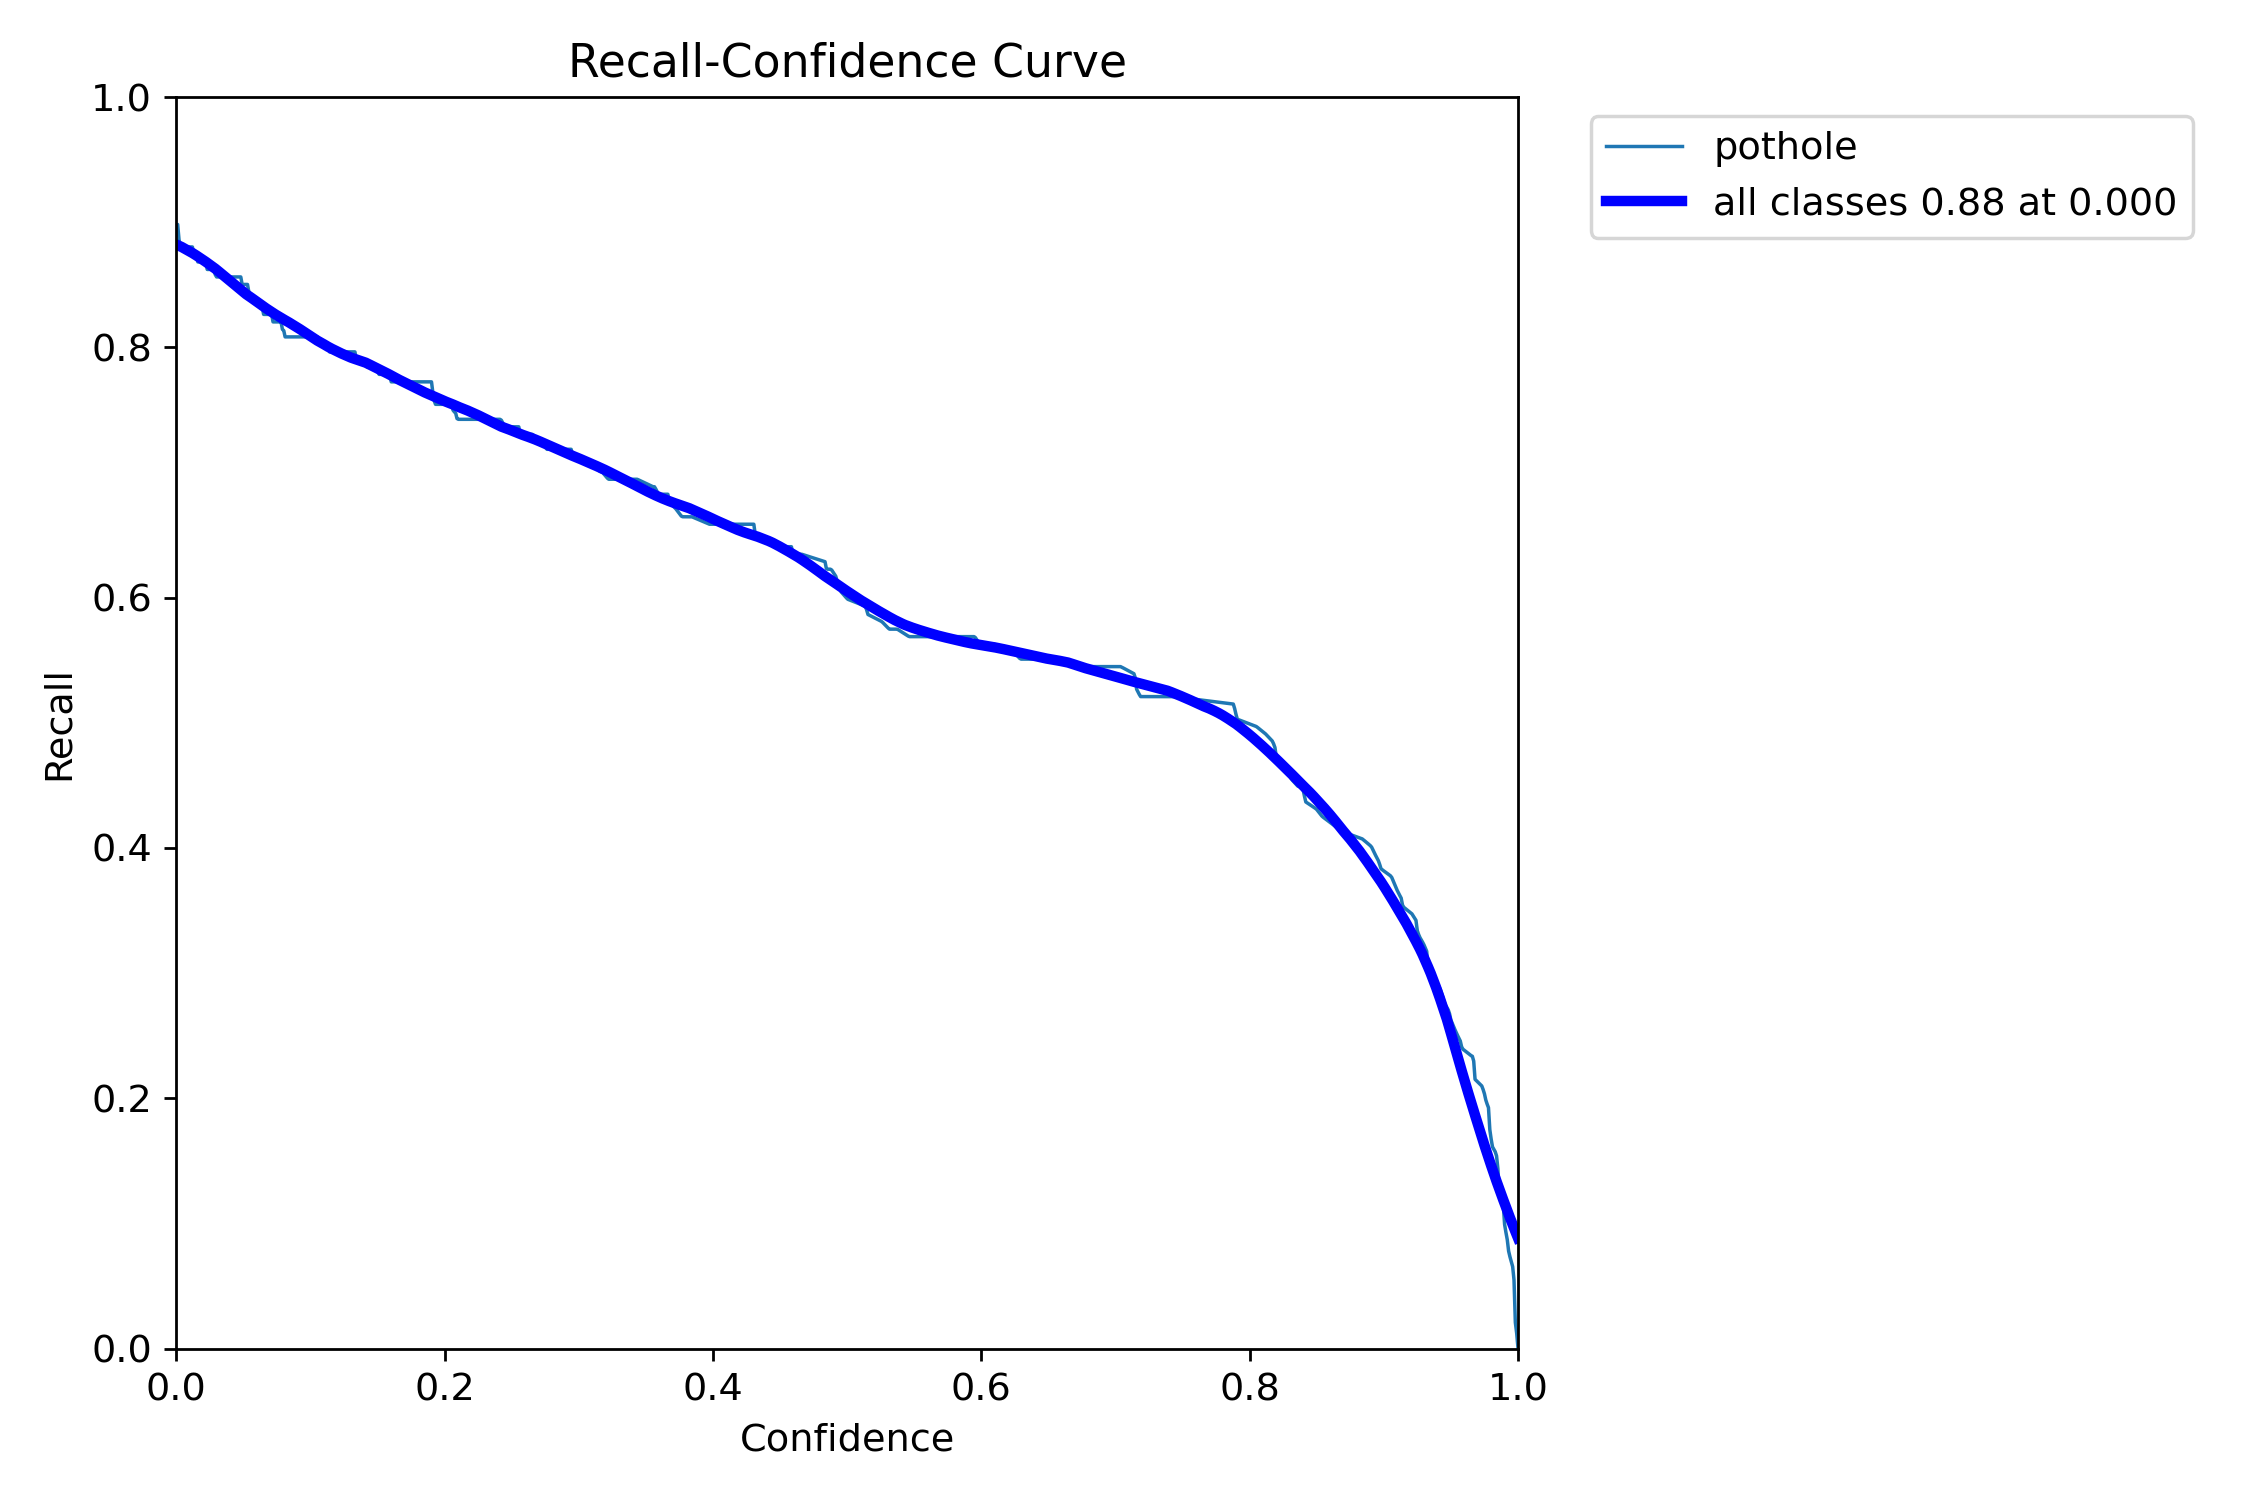 Recall-Confidence Curve
1.0
0.8
0.6
0.4
0.2
0.0
Recall
0.0 0.2 0.4 0.6 0.8 1.0
Confidence
pothole
all classes 0.88 at 0.000